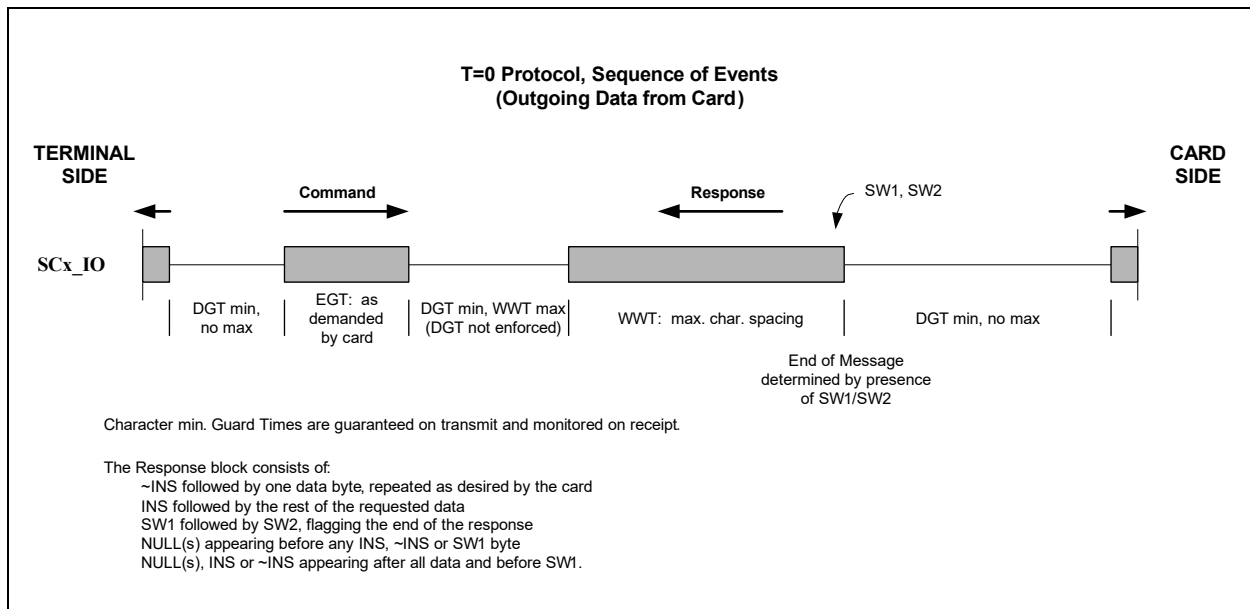 T=0 Protocol, Sequence of Events
(Outgoing Data from Card)
TERMINAL
SIDE
CARD
SIDE
Command
Response
SW1, SW2
SCx_IO
DGT min,
no max
EGT: as
demanded
by card
DGT min, WWT max
(DGT not enforced)
WWT: max. char. spacing
DGT min, no max
End of Message
determined by presence
of SW1/SW2
Character min. Guard Times are guaranteed on transmit and monitored on receipt.
The Response block consists of:
~INS followed by one data byte, repeated as desired by the card
INS followed by the rest of the requested data
SW1 followed by SW2, flagging the end of the response
NULL(s) appearing before any INS, ~INS or SW1 byte
NULL(s), INS or ~INS appearing after all data and before SW1.